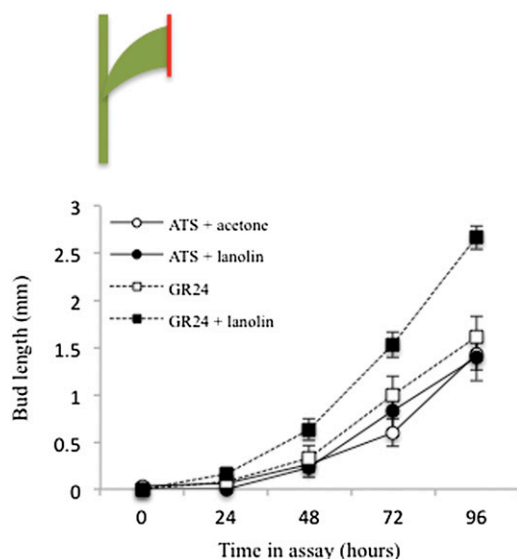 3
2.5
2
1.5
1
0.5
0
Bud length (mm)
ATS + acetone
ATS + lanolin
GR24
GR24 + lanolin
0 24 48 72 96
Time in assay (hours)